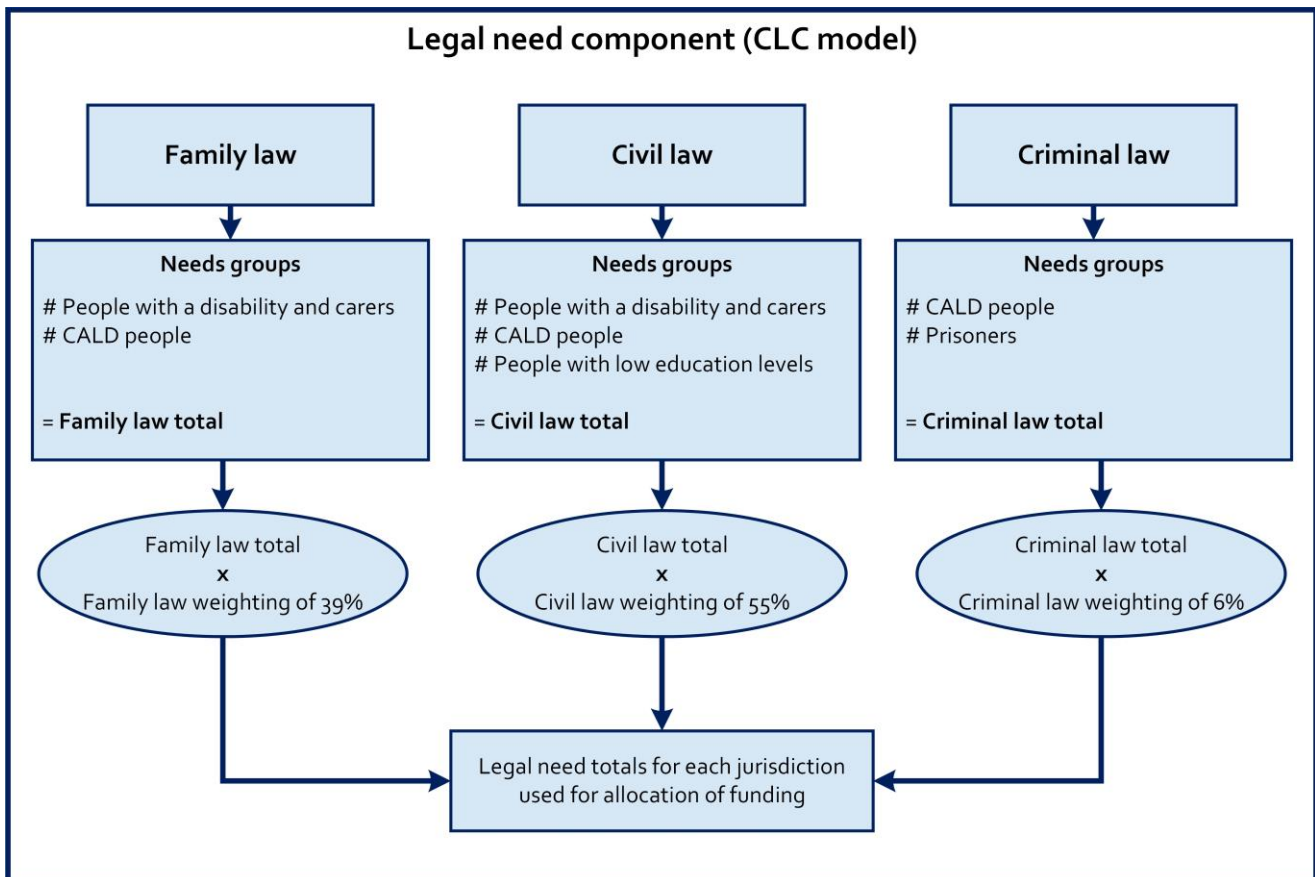 Legal need component (CLC model)
Family law
Needs groups
# People with a disability and carers
# CALD people
= Family law total
Family law total
x
Family law weighting of 39%
Civil law
Needs groups
# People with a disability and carers
# CALD people
# People with low education levels
= Civil law total
Civil law total
x
Civil law weighting of 55%
Criminal law
Needs groups
# CALD people
# Prisoners
= Criminal law total
Criminal law total
x
Criminal law weighting of 6%
Legal need totals for each jurisdiction
used for allocation of funding